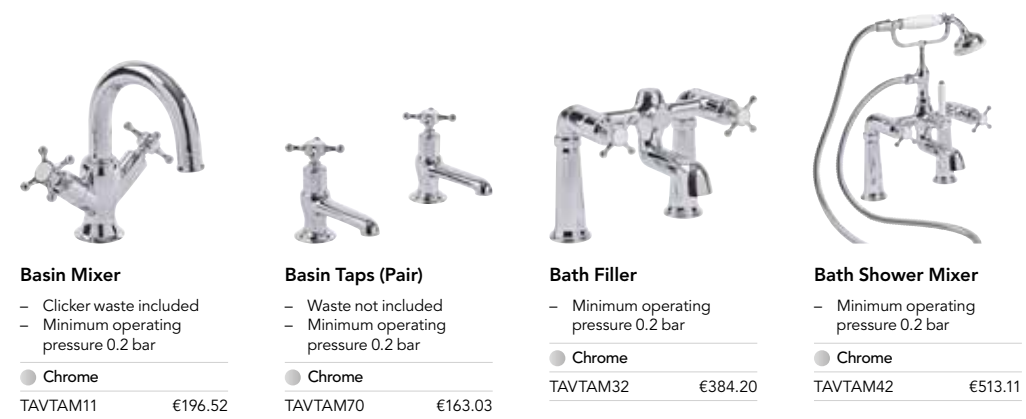 Basin Mixer
– Clicker waste included
– Minimum operating
pressure 0.2 bar
Chrome
TAVTAM11 €196.52
Basin Taps (Pair)
– Waste not included
– Minimum operating
pressure 0.2 bar
Chrome
TAVTAM70 €163.03
Bath Filler
– Minimum operating
pressure 0.2 bar
Chrome
TAVTAM32 €384.20
Bath Shower Mixer
– Minimum operating
pressure 0.2 bar
Chrome
TAVTAM42 €513.11